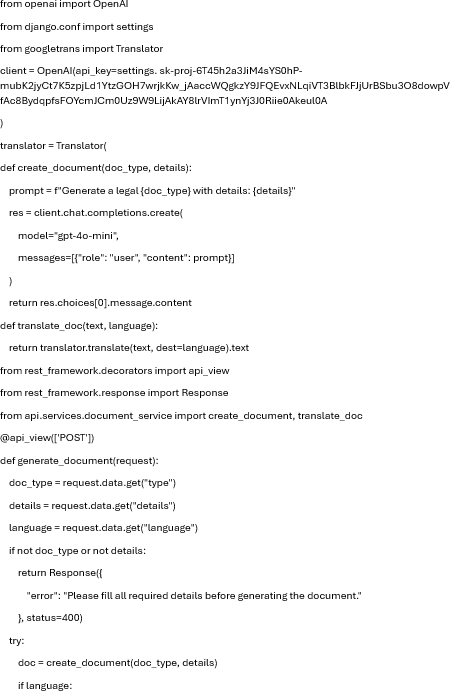 from openai import OpenAI
from django.conf import settings
from googletrans import Translator
client = OpenAI(api_key=settings.
)
translator = Translator(
def create_document(doc_type, details):
prompt = f"Generate a legal {doc_type} with details: {details}"
res = client.chat.completions.create(
model="gpt-4o-mini",
messages=[{"role": "user", "content": prompt}]
)
return res.choices[0].message.content
def translate_doc(text, language):
return translator.translate(text, dest=language).text
from rest_framework.decorators import api_view
from rest_framework.response import Response
from api.services.document_service import create_document, translate_doc
@api_view(['POST'])
def generate_document(request):
doc_type = request.data.get("type")
details = request.data.get("details")
language = request.data.get("language")
if not doc_type or not details:
return Response({
"error": "Please fill all required details before generating the document."
}, status=400)
try:
doc = create_document(doc_type, details)
if language: